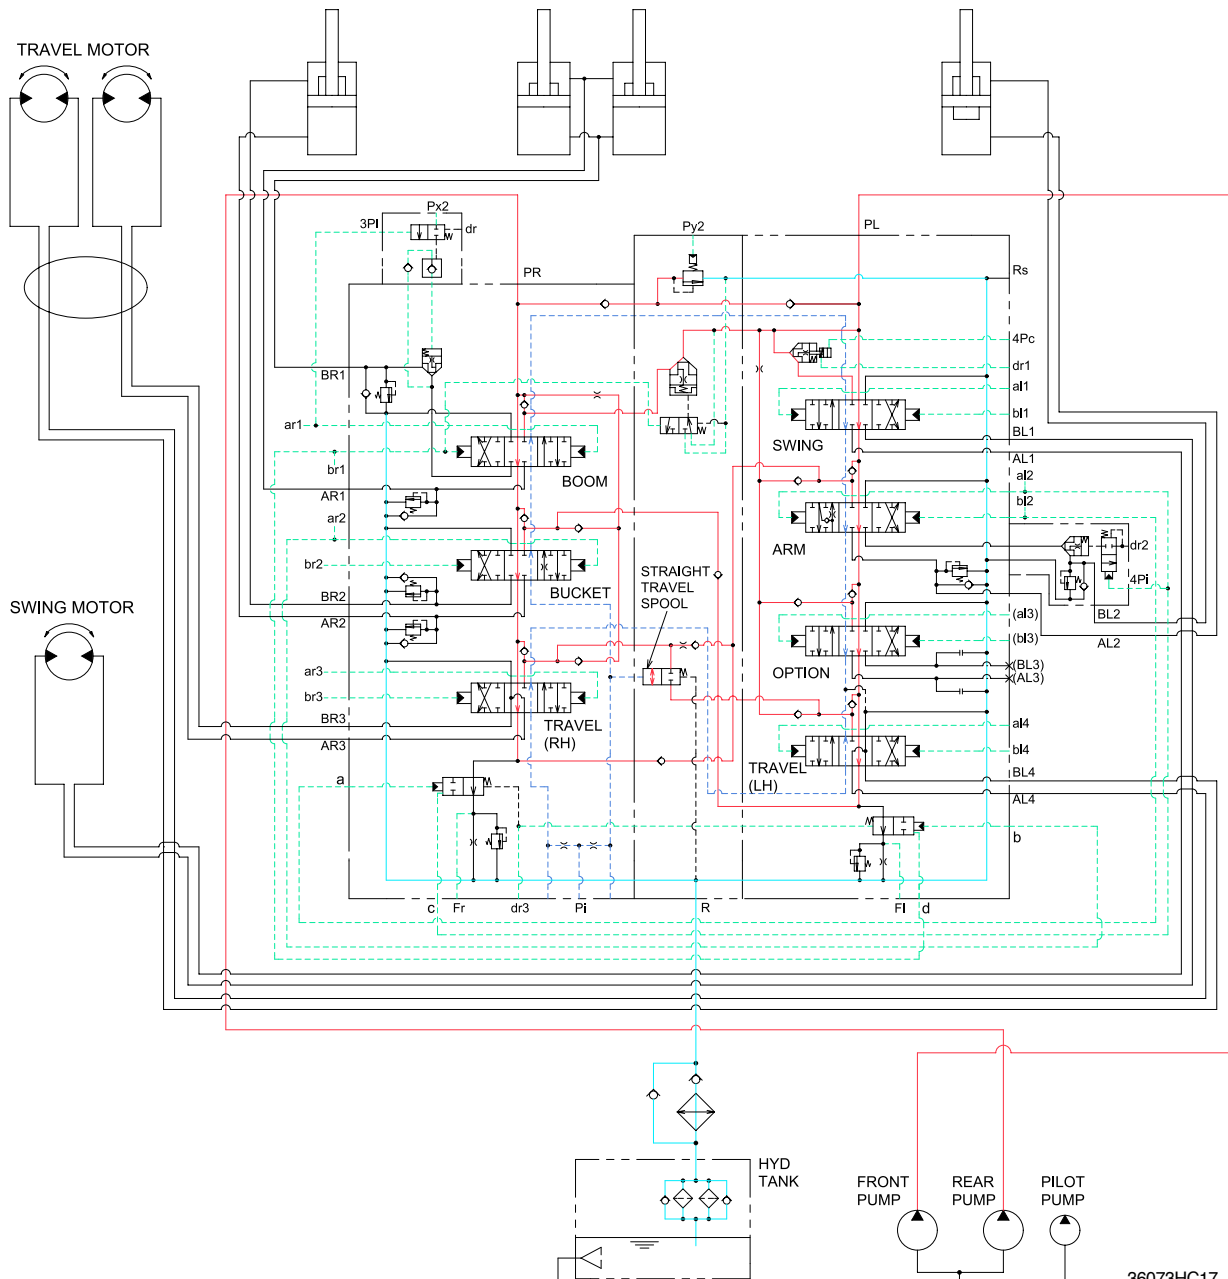 TRAVEL MOTOR
Px2
3PI
dr
Py2
PL
PR
Rs
4Pc
dr1
BR1
al1
bl1
BL1
ar1
SWING
AL1
br1
BOOM
al2
AR1
bl2
ar2
ARM
dr2
STRAIGHT
TRAVEL
SPOOL
br2
BUCKET
4Pi
SWING MOTOR
BR2
(al3)
BL2
AR2
(bl3)
AL2
ar3
OPTION
(BL3)
(AL3)
br3
BR3
TRAVEL
(RH)
al4
AR3
bl4
TRAVEL
(LH)
BL4
a
AL4
b
c
Fr
dr3
Pi
R
Fl
d
HYD
TANK
FRONT
PUMP
REAR
PUMP
PILOT
PUMP